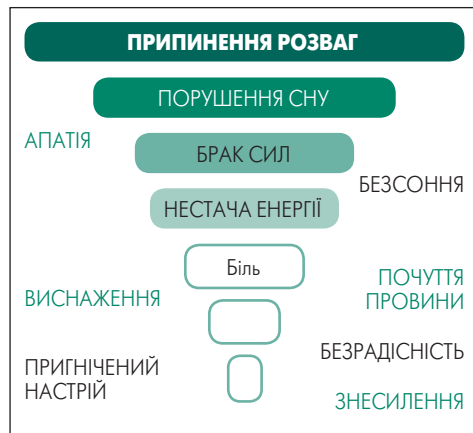 ПРИПИНЕННЯ РОЗВАГ
ПОРУШЕННЯ СНУ
АПАТІЯ
БРАК СИЛ
БЕЗСОННЯ
НЕСТАЧА ЕНЕРГІЇ
Біль
ПОЧУТТЯ
ПРОВИНИ
ВИСНАЖЕННЯ
БЕЗРАДІСНІСТЬ
ПРИГНІЧЕНИЙ
НАСТРІЙ
ЗНЕСИЛЕННЯ